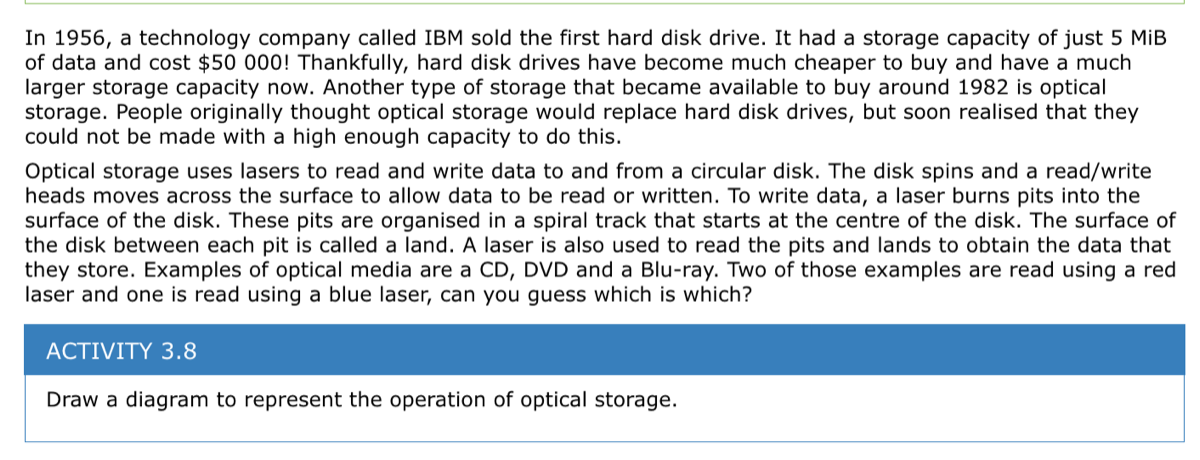 In 1956, a technology company called IBM sold the first hard disk drive. It had a storage capacity of just 5 MiB
of data and cost $50 000! Thankfully, hard disk drives have become much cheaper to buy and have a much
larger storage capacity now. Another type of storage that became available to buy around 1982 is optical
storage. People originally thought optical storage would replace hard disk drives, but soon realised that they
could not be made with a high enough capacity to do this.
Optical storage uses lasers to read and write data to and from a circular disk. The disk spins and a read/write
heads moves across the surface to allow data to be read or written. To write data, a laser burns pits into the
surface of the disk. These pits are organised in a spiral track that starts at the centre of the disk. The surface of
the disk between each pit is called a land. A laser is also used to read the pits and lands to obtain the data that
they store. Examples of optical media are a CD, DVD and a Blu-ray. Two of those examples are read using a red
laser and one is read using a blue laser, can you guess which is which?
ACTIVITY 3.8
Draw a diagram to represent the operation of optical storage.